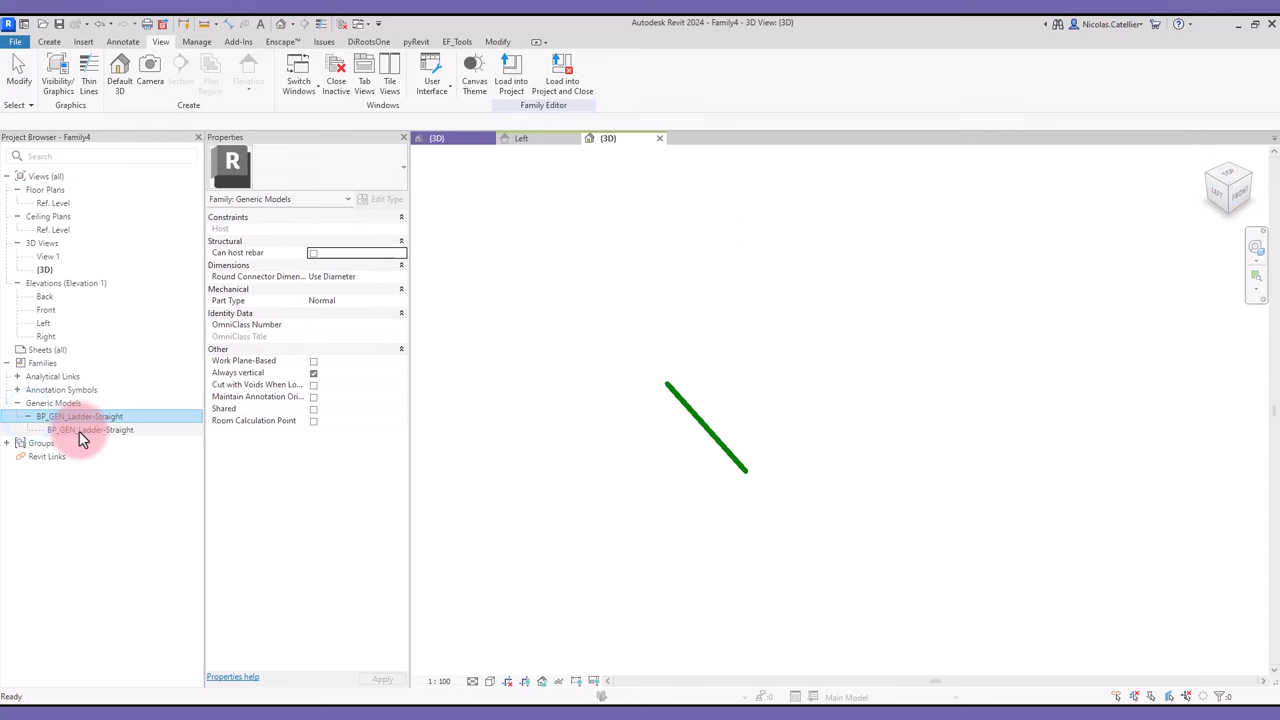 Autodesk Revit 2024 - Family4 - 3D View: {3D}
Nicolas.Catellier
File Create Insert Annotate View Manage Add-Ins Enscape™ Issues DiRootsOne pyRevit EF_Tools Modify
Modify Visibility/ Graphics Thin Lines Default 3D Camera Section Plan Region Elevation Switch Windows Close Inactive Tab Views Tile Views User Interface Canvas Theme Load into Project Load into Project and Close
Select Graphics Create Windows Family Editor
Project Browser - Family4
Search
Views (all)
Floor Plans
Ref. Level
Ceiling Plans
Ref. Level
3D Views
View 1
{3D}
Elevations (Elevation 1)
Back
Front
Left
Right
Sheets (all)
Families
Analytical Links
Annotation Symbols
Generic Models
BP_GEN_Ladder-Straight
BP_GEN_Ladder-Straight
Groups
Revit Links
Properties
R
Family: Generic Models
Edit Type
Constraints
Host
Structural
Can host rebar
Dimensions
Round Connector Dimen... Use Diameter
Mechanical
Part Type Normal
Identity Data
OmniClass Number
OmniClass Title
Other
Work Plane-Based
Always vertical
Cut with Voids When Lo...
Maintain Annotation Ori...
Shared
Room Calculation Point
Properties help
Apply
{3D} Left {3D}
TOP
LEFT FRONT
1 : 100
Ready
:0 Main Model :0